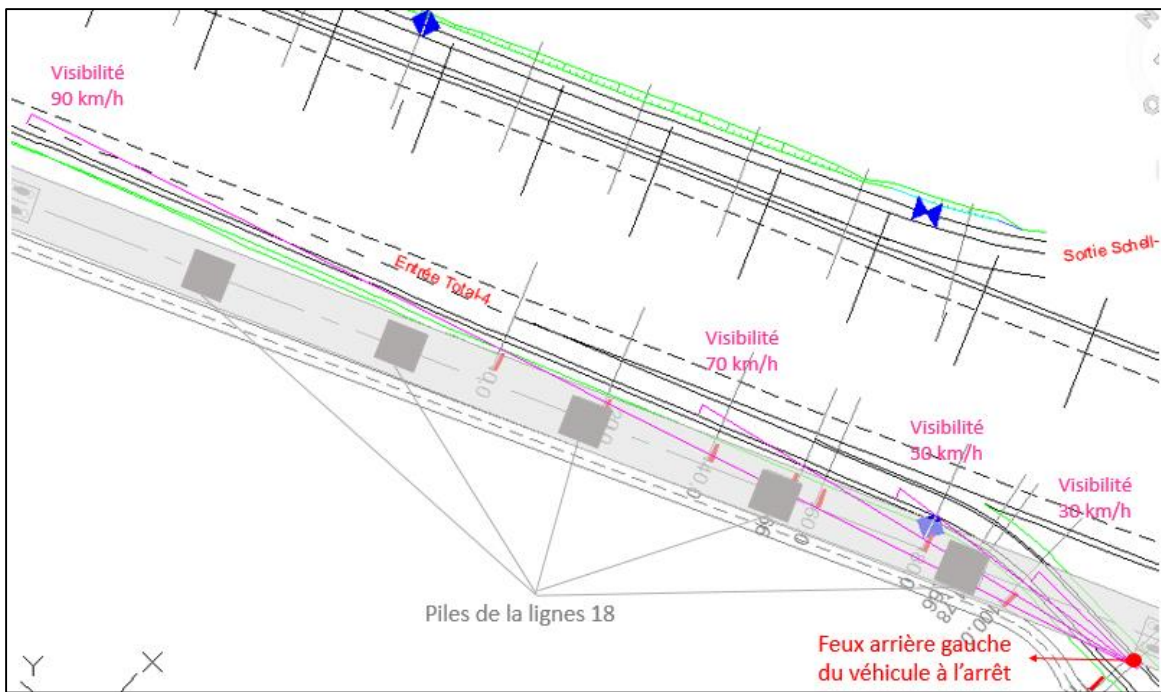 Visibilité
90 km/h
Sortie Schell-
Entrée Total-4
Visibilité
70 km/h
Visibilité
50 km/h
Visibilité
30 km/h
Piles de la lignes 18
Feux arrière gauche
du véhicule à l'arrêt
Y
X